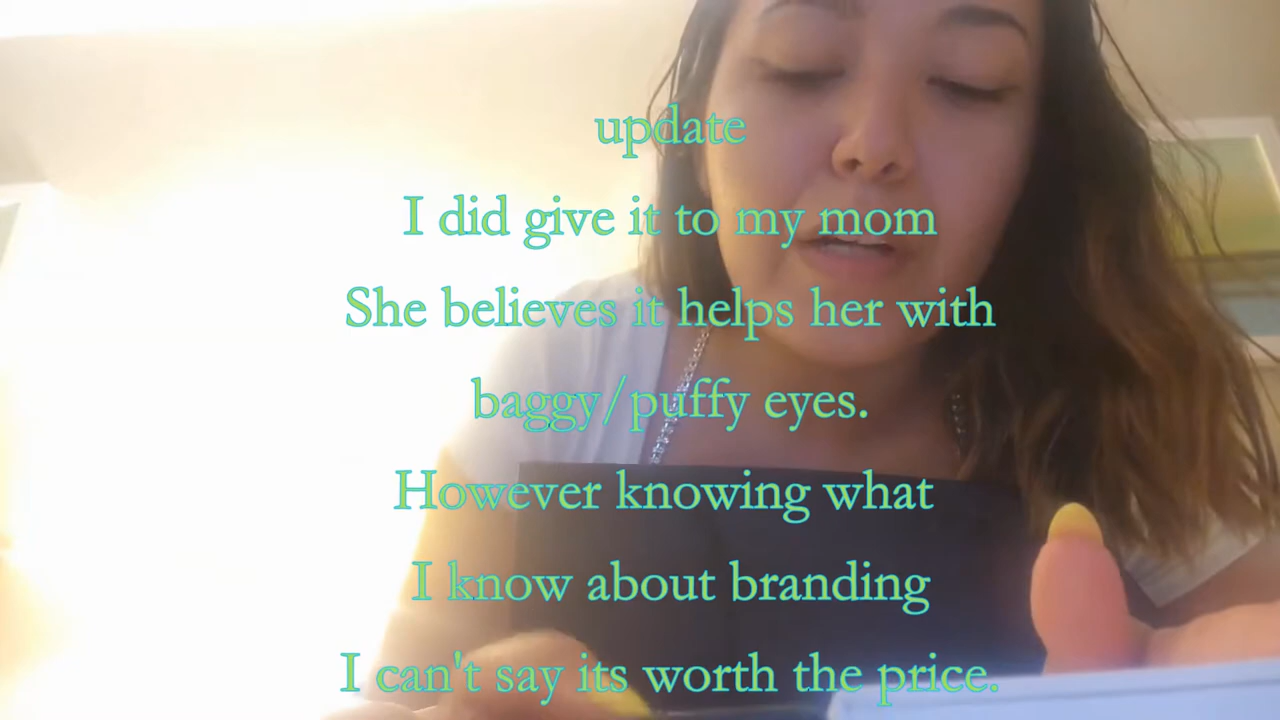 update
I did give it to my mom
She believes it helps her with
baggy/puffy eyes.
However knowing what
I know about branding
I can't say its worth the price.